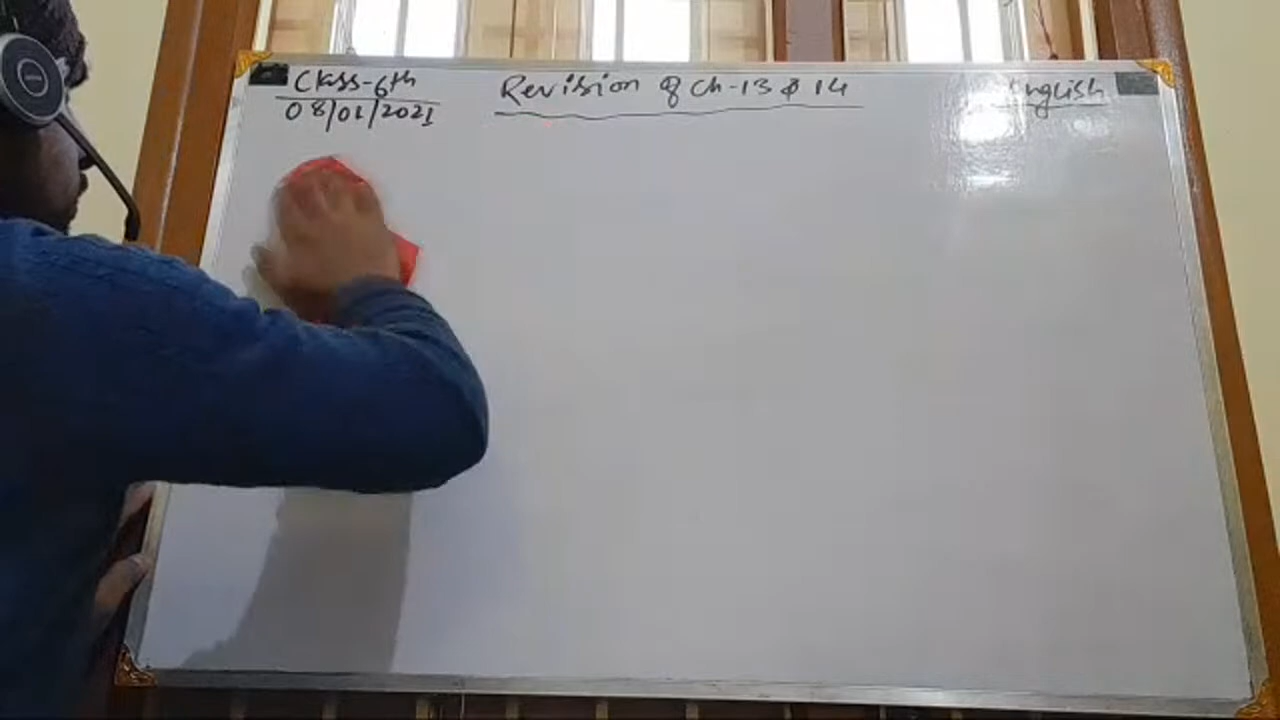 Class-6th
08/01/2021
Revision of Ch-13 & 14
English